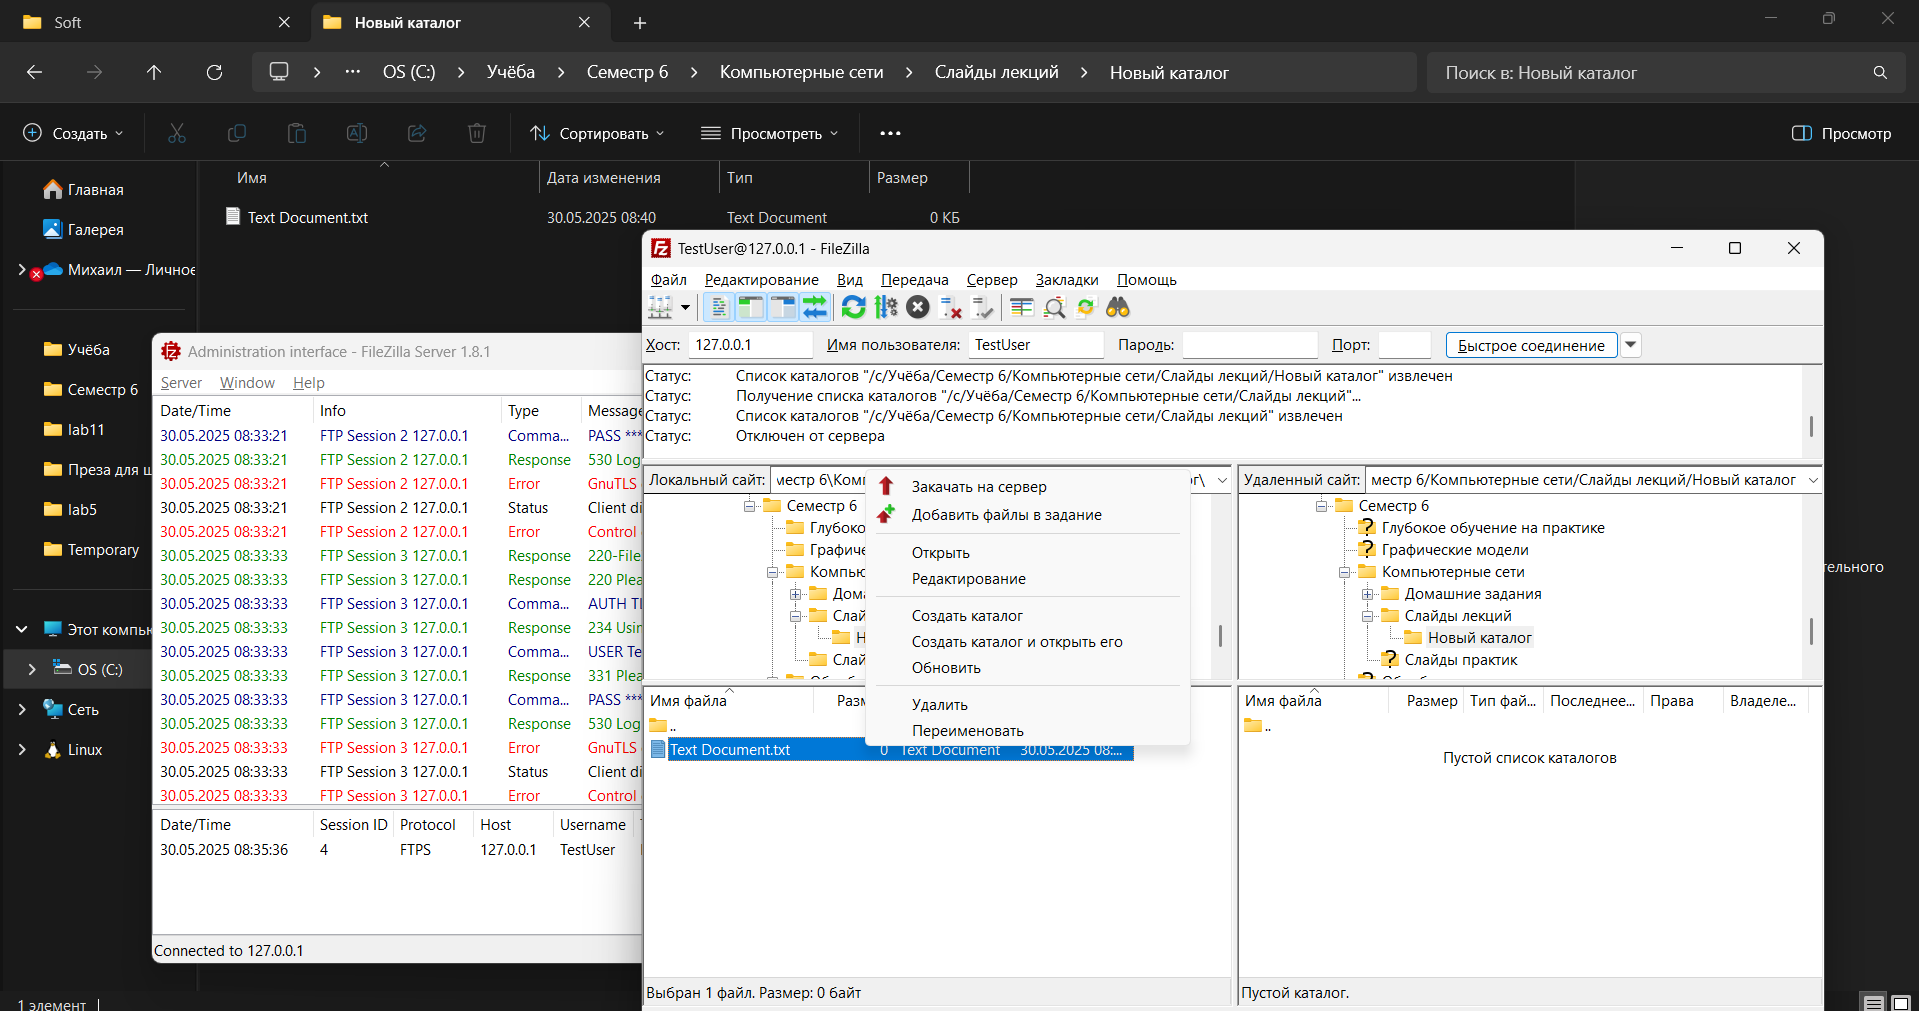 Soft
Новый каталог
OS (C:) Учёба Семестр 6 Компьютерные сети Слайды лекций Новый каталог
Поиск в: Новый каталог
Создать
Сортировать
Просмотреть
Просмотр
Имя Дата изменения Тип Размер
Text Document.txt 30.05.2025 08:40 Text Document 0 КБ
Главная
Галерея
Михаил — Личное
Учёба
Семестр 6
lab11
Преза для
lab5
Temporary
Этот компь
OS (C:)
Сеть
Linux
1 элемент
тельного
Administration interface - FileZilla Server 1.8.1
Server Window Help
Date/Time Info Type Message
30.05.2025 08:33:21 FTP Session 2 127.0.0.1 Comma... PASS ***
30.05.2025 08:33:21 FTP Session 2 127.0.0.1 Response 530 Log
30.05.2025 08:33:21 FTP Session 2 127.0.0.1 Error GnuTLS
30.05.2025 08:33:21 FTP Session 2 127.0.0.1 Status Client di
30.05.2025 08:33:21 FTP Session 2 127.0.0.1 Error Control
30.05.2025 08:33:33 FTP Session 3 127.0.0.1 Response 220-File
30.05.2025 08:33:33 FTP Session 3 127.0.0.1 Response 220 Plea
30.05.2025 08:33:33 FTP Session 3 127.0.0.1 Comma... AUTH TL
30.05.2025 08:33:33 FTP Session 3 127.0.0.1 Response 234 Usin
30.05.2025 08:33:33 FTP Session 3 127.0.0.1 Comma... USER Te
30.05.2025 08:33:33 FTP Session 3 127.0.0.1 Response 331 Plea
30.05.2025 08:33:33 FTP Session 3 127.0.0.1 Comma... PASS ***
30.05.2025 08:33:33 FTP Session 3 127.0.0.1 Response 530 Log
30.05.2025 08:33:33 FTP Session 3 127.0.0.1 Error GnuTLS
30.05.2025 08:33:33 FTP Session 3 127.0.0.1 Status Client di
30.05.2025 08:33:33 FTP Session 3 127.0.0.1 Error Control
Date/Time Session ID Protocol Host Username
30.05.2025 08:35:36 4 FTPS 127.0.0.1 TestUser
Connected to 127.0.0.1
TestUser@127.0.0.1 - FileZilla
Файл Редактирование Вид Передача Сервер Закладки Помощь
Хост: 127.0.0.1 Имя пользователя: TestUser Пароль: Порт: Быстрое соединение
Статус: Список каталогов "/c/Учёба/Семестр 6/Компьютерные сети/Слайды лекций/Новый каталог" извлечен
Статус: Получение списка каталогов "/c/Учёба/Семестр 6/Компьютерные сети/Слайды лекций"...
Статус: Список каталогов "/c/Учёба/Семестр 6/Компьютерные сети/Слайды лекций" извлечен
Статус: Отключен от сервера
Локальный сайт: местр 6\Комп ог\
Семестр 6
Глубоко
Графиче
Компью
Дома
Слай
Н
Слай
Закачать на сервер
Добавить файлы в задание
Открыть
Редактирование
Создать каталог
Создать каталог и открыть его
Обновить
Удалить
Переименовать
Имя файла Разм
..
Text Document.txt 0 Text Document 30.05.2025 08:...
Выбран 1 файл. Размер: 0 байт
Удаленный сайт: местр 6/Компьютерные сети/Слайды лекций/Новый каталог
Семестр 6
Глубокое обучение на практике
Графические модели
Компьютерные сети
Домашние задания
Слайды лекций
Новый каталог
Слайды практик
Имя файла Размер Тип фай... Последнее... Права Владеле...
..
Пустой список каталогов
Пустой каталог.